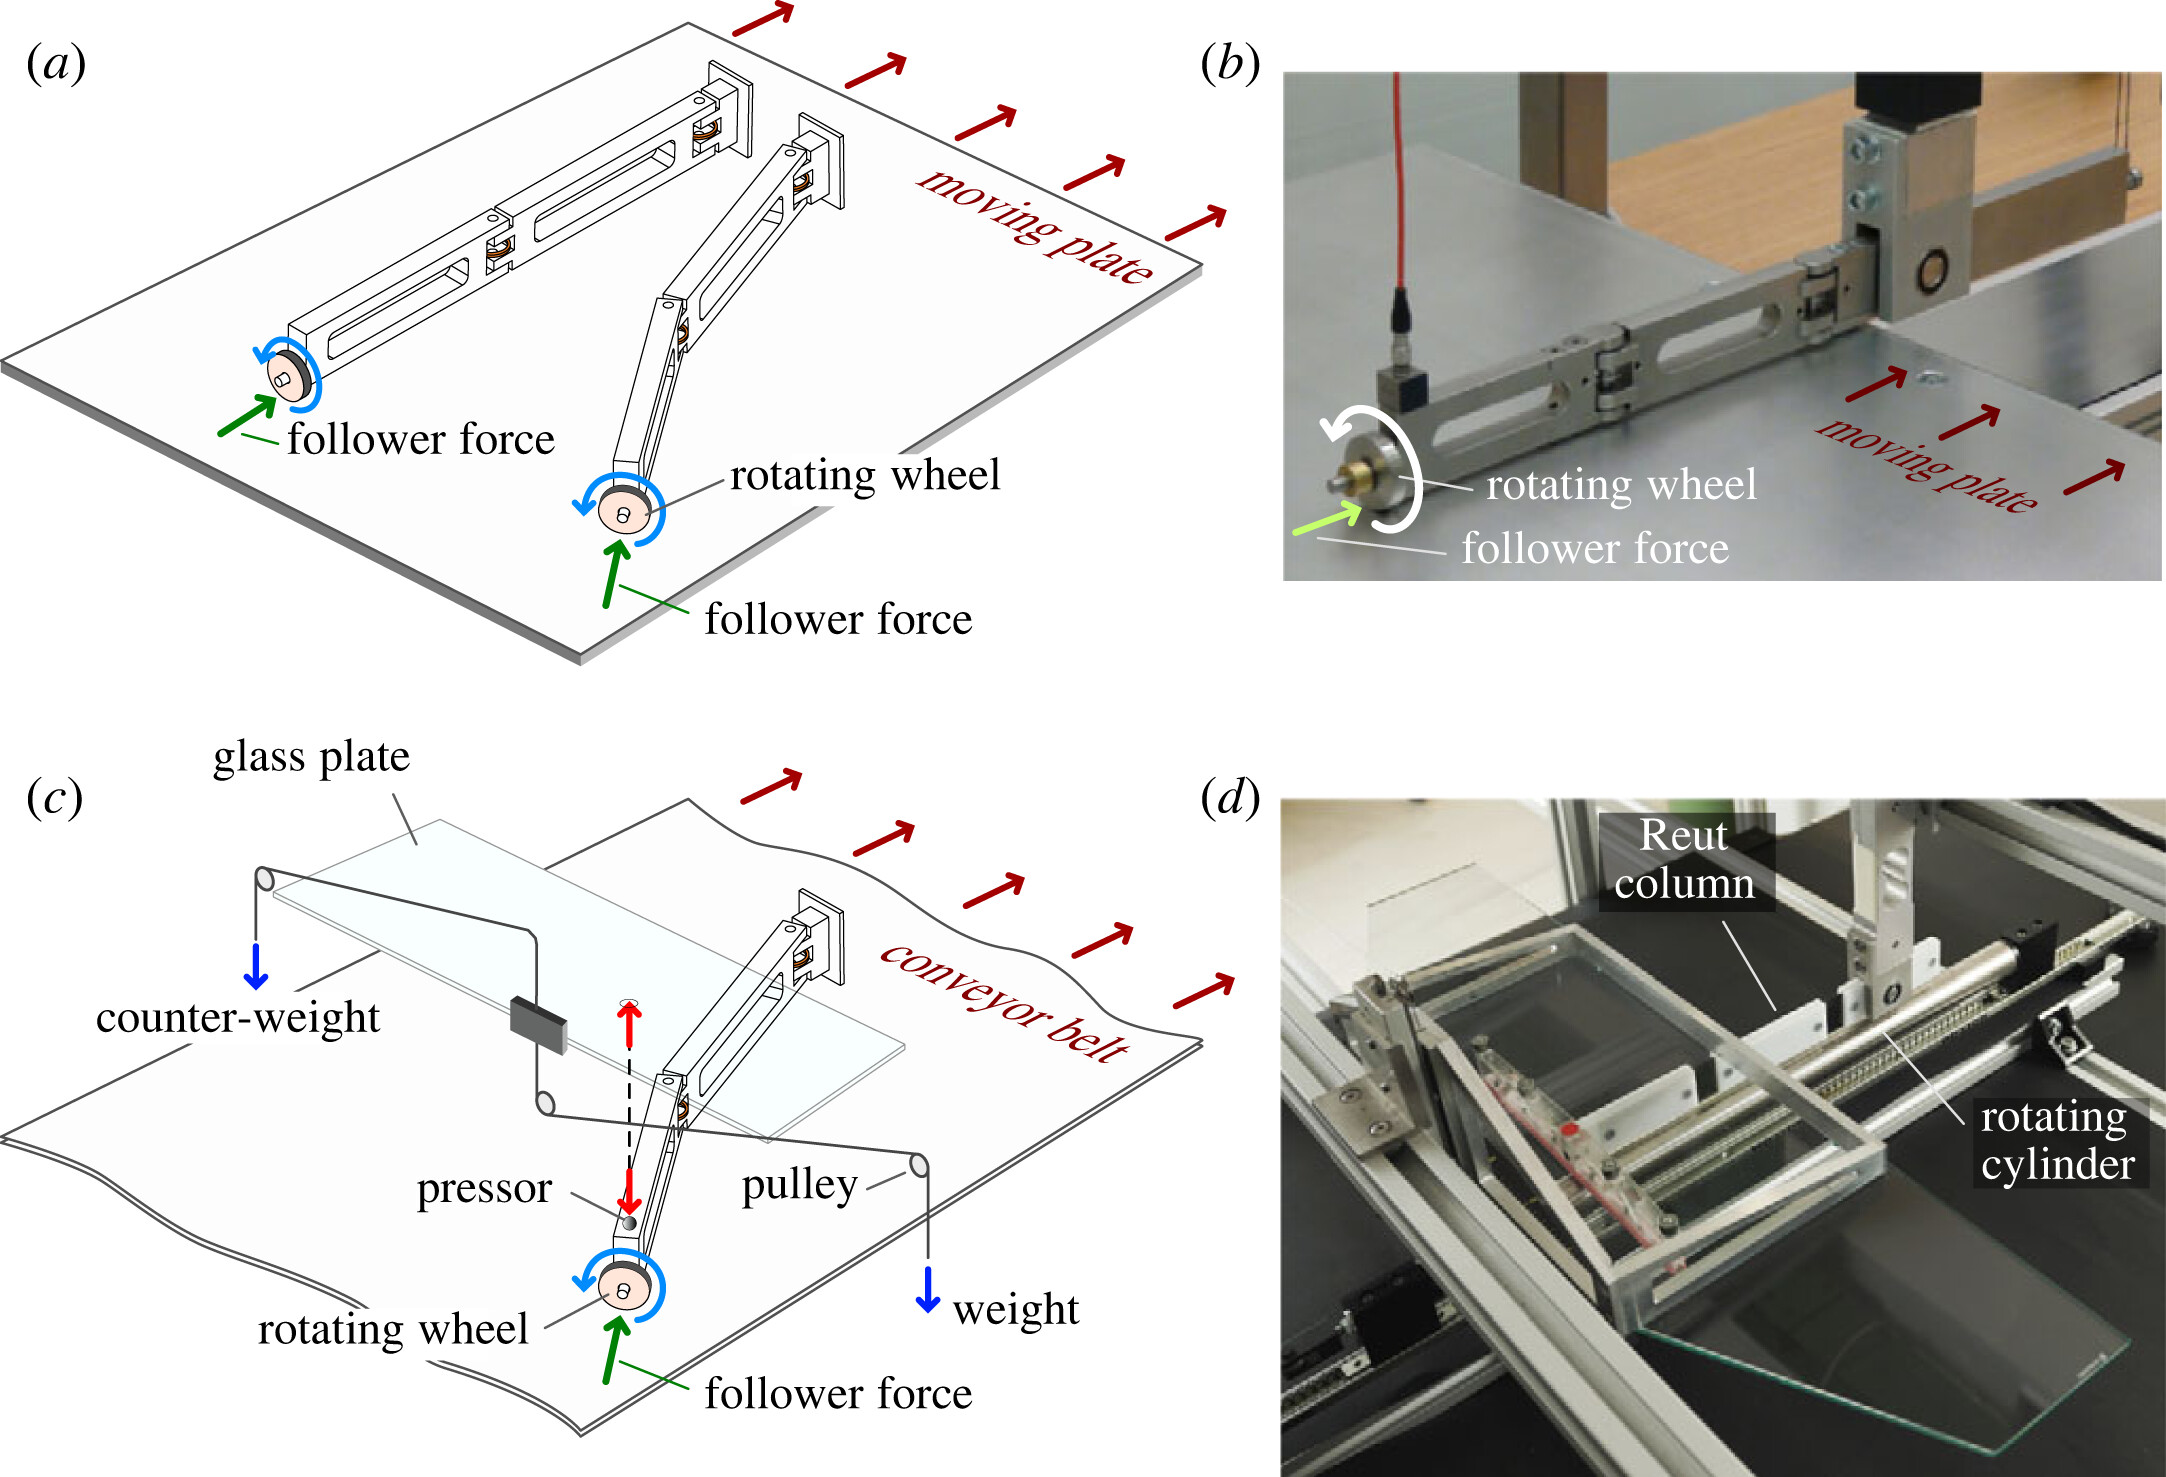 (a)
moving plate
follower force
rotating wheel
follower force
(b)
rotating wheel
follower force
moving plate
(c)
glass plate
counter-weight
conveyor belt
pressor
pulley
rotating wheel
weight
follower force
(d)
Reut
column
rotating
cylinder